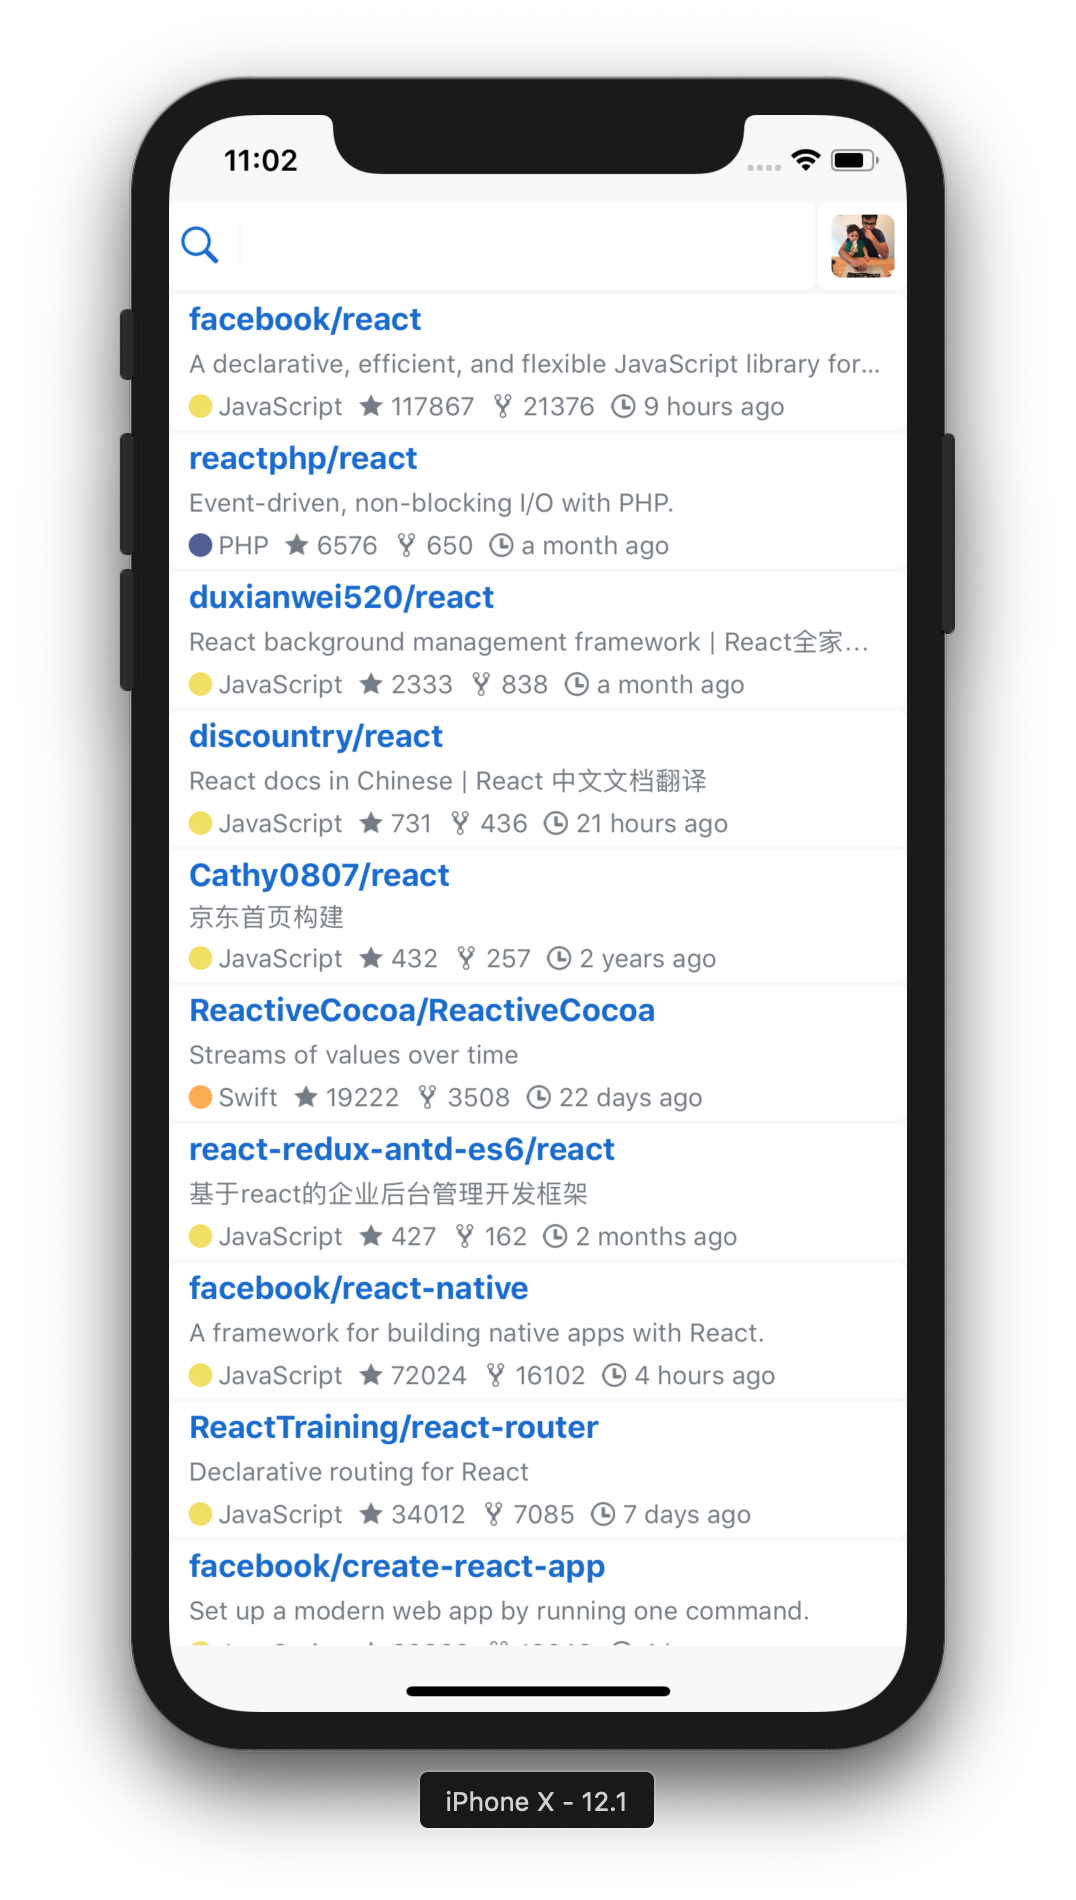 11:02
facebook/react
A declarative, efficient, and flexible JavaScript library for...
JavaScript 117867 21376 9 hours ago
reactphp/react
Event-driven, non-blocking I/O with PHP.
PHP 6576 650 a month ago
duxianwei520/react
React background management framework | React全家...
JavaScript 2333 838 a month ago
discountry/react
React docs in Chinese | React 中文文档翻译
JavaScript 731 436 21 hours ago
Cathy0807/react
京东首页构建
JavaScript 432 257 2 years ago
ReactiveCocoa/ReactiveCocoa
Streams of values over time
Swift 19222 3508 22 days ago
react-redux-antd-es6/react
基于react的企业后台管理开发框架
JavaScript 427 162 2 months ago
facebook/react-native
A framework for building native apps with React.
JavaScript 72024 16102 4 hours ago
ReactTraining/react-router
Declarative routing for React
JavaScript 34012 7085 7 days ago
facebook/create-react-app
Set up a modern web app by running one command.
iPhone X - 12.1